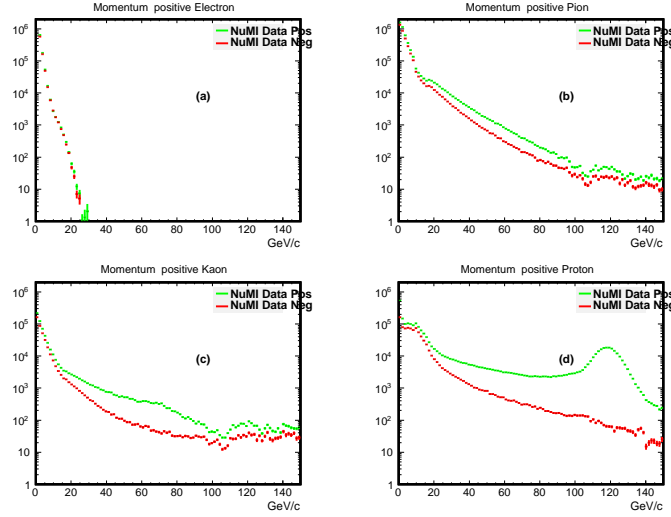 Momentum positive Electron
NuMI Data Pos
NuMI Data Neg
(a)
10⁶
10⁵
10⁴
10³
10²
10
1
0 20 40 60 80 100 120 140
GeV/c
Momentum positive Pion
NuMI Data Pos
NuMI Data Neg
(b)
10⁶
10⁵
10⁴
10³
10²
10
1
0 20 40 60 80 100 120 140
GeV/c
Momentum positive Kaon
NuMI Data Pos
NuMI Data Neg
(c)
10⁶
10⁵
10⁴
10³
10²
10
1
0 20 40 60 80 100 120 140
GeV/c
Momentum positive Proton
NuMI Data Pos
NuMI Data Neg
(d)
10⁶
10⁵
10⁴
10³
10²
10
1
0 20 40 60 80 100 120 140
GeV/c